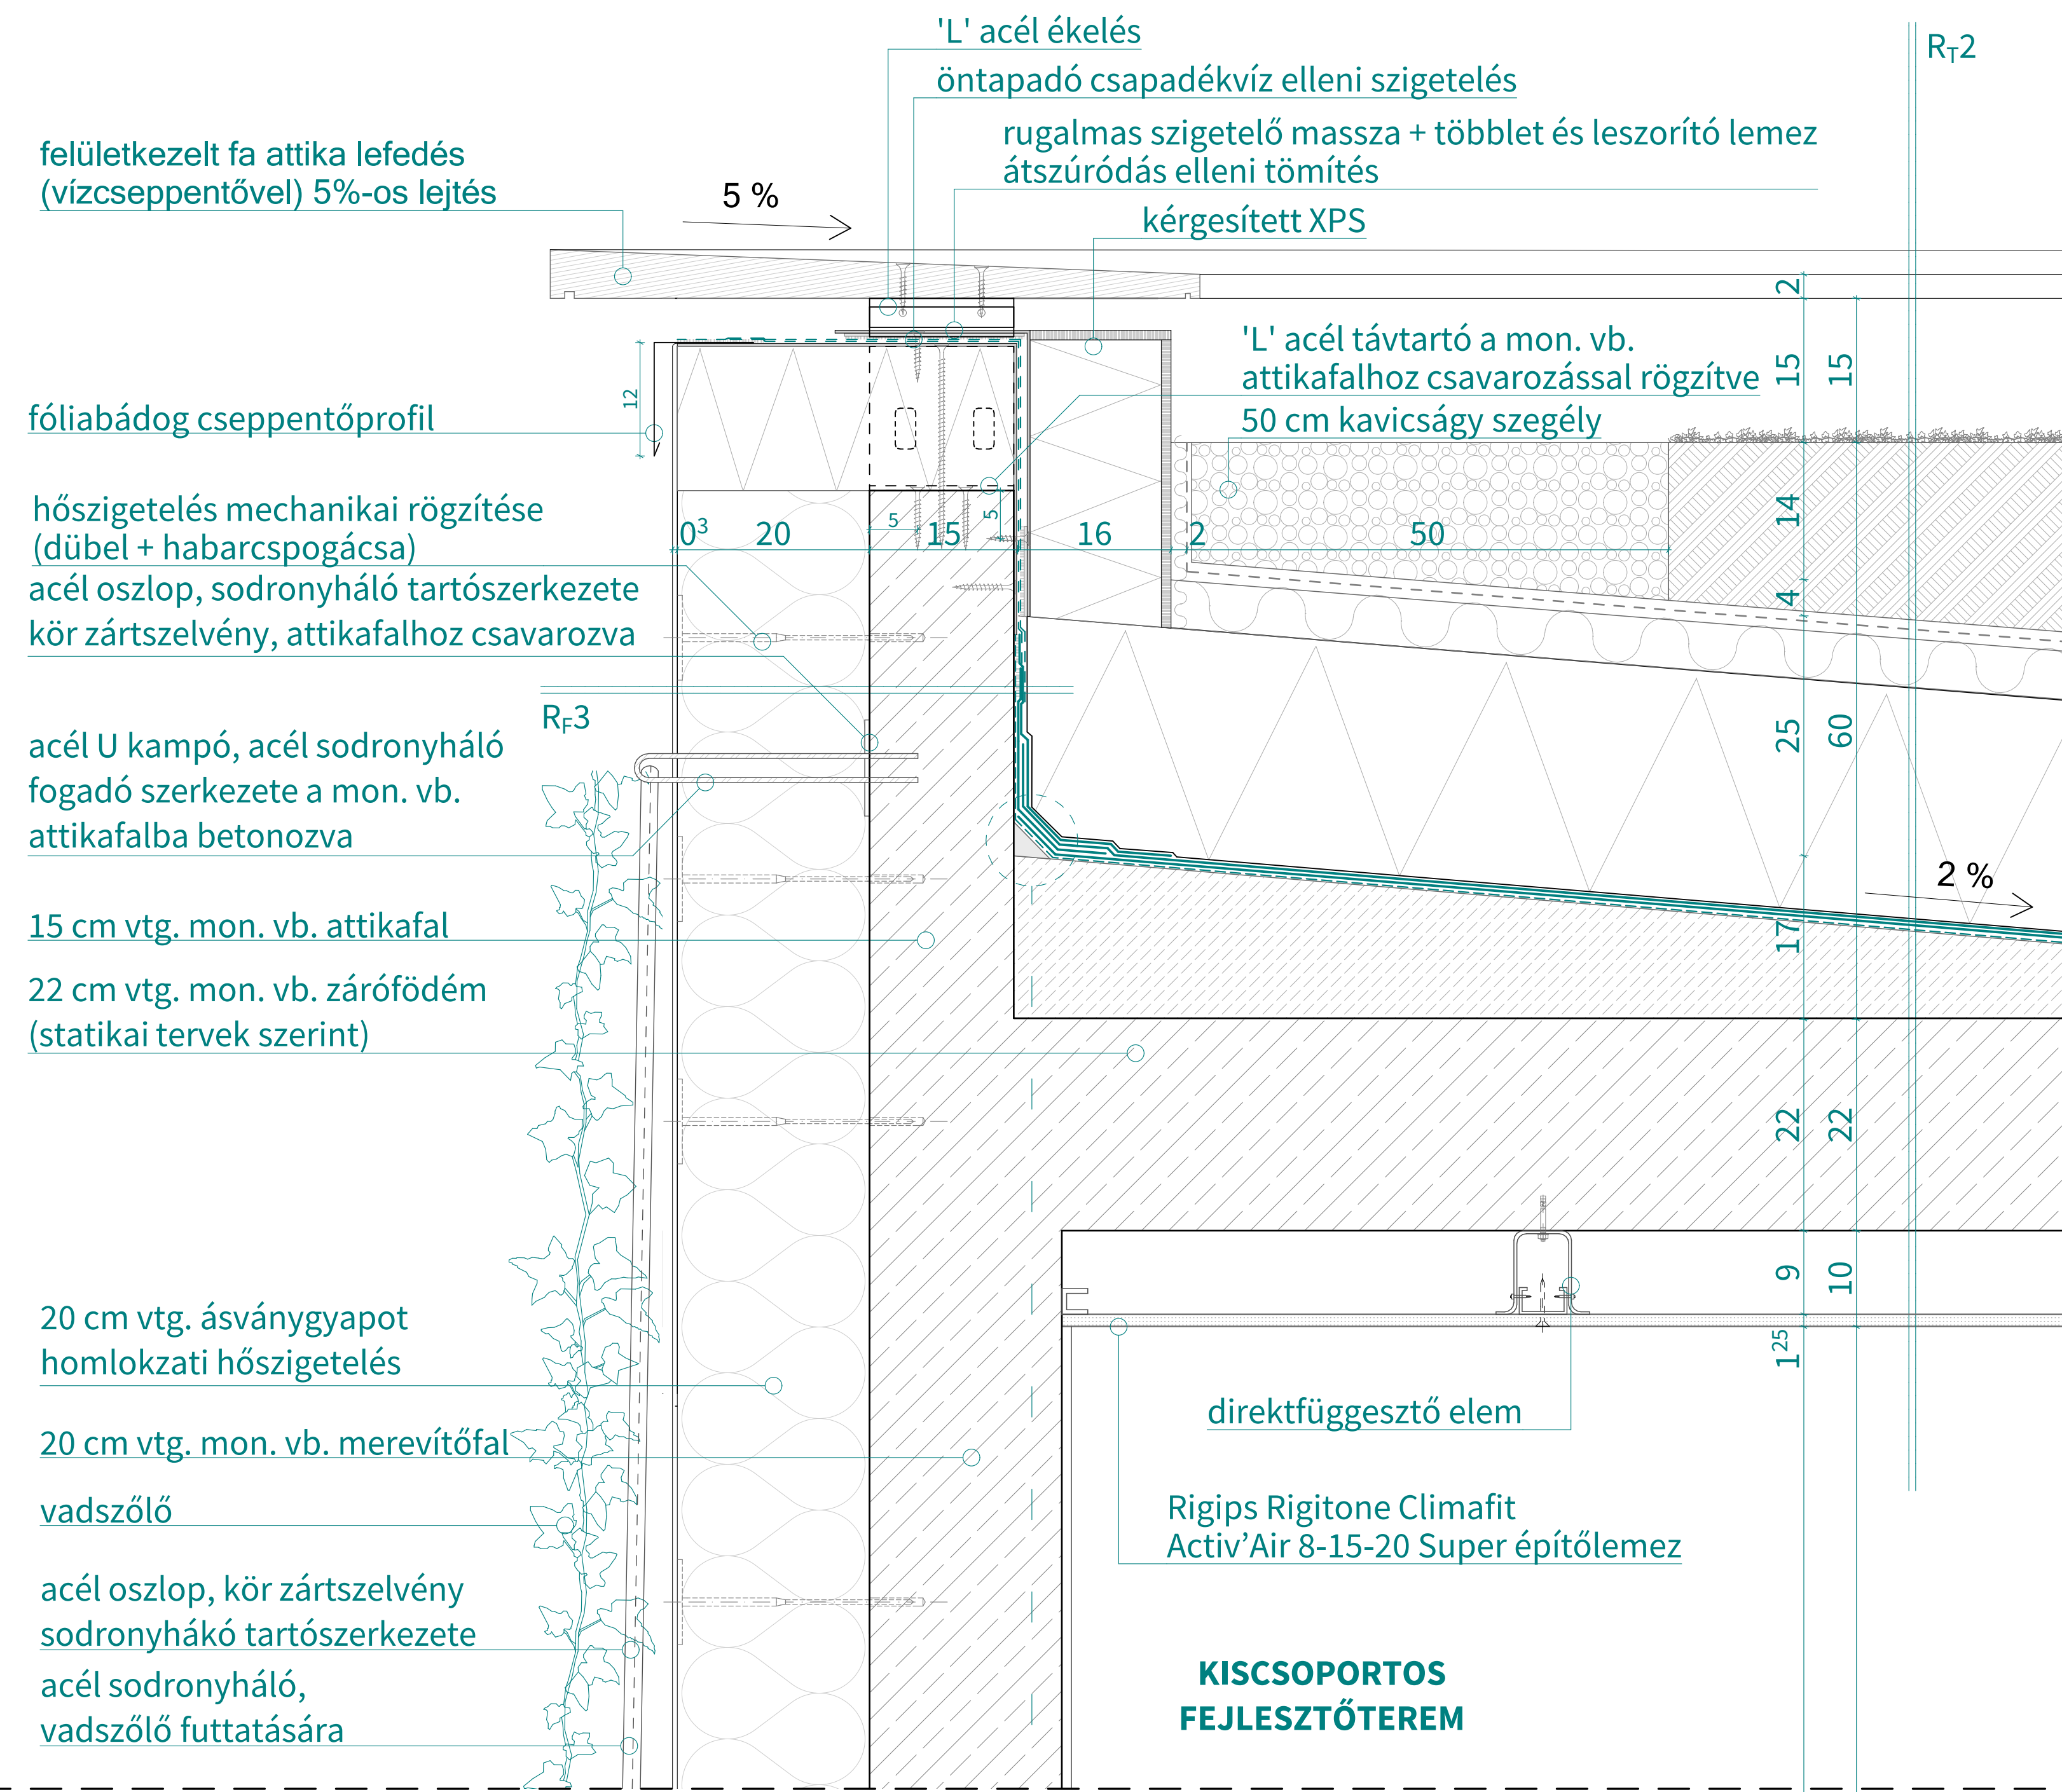 'L' acél ékelés
öntapadó csapadékvíz elleni szigetelés
rugalmas szigetelő massza + többlet és leszorító lemez
átszúródás elleni tömítés
kérgesített XPS
R_T2
felületkezelt fa attika lefedés
(vízcseppentővel) 5%-os lejtés
5 %
'L' acél távtartó a mon. vb.
attikafalhoz csavarozással rögzítve
50 cm kavicságy szegély
fóliabádog cseppentőprofil
12
hőszigetelés mechanikai rögzítése
(dübel + habarcspogácsa)
acél oszlop, sodronyháló tartószerkezete
kör zártszelvény, attikafalhoz csavarozva
0³ 20 5 15 5 16 2 50
R_F3
acél U kampó, acél sodronyháló
fogadó szerkezete a mon. vb.
attikafalba betonozva
15 cm vtg. mon. vb. attikafal
22 cm vtg. mon. vb. zárófödém
(statikai tervek szerint)
2
15
14
4
25
17
22
9
1²⁵
15
60
22
10
2 %
20 cm vtg. ásványgyapot
homlokzati hőszigetelés
20 cm vtg. mon. vb. merevítőfal
vadszőlő
acél oszlop, kör zártszelvény
sodronyhákó tartószerkezete
acél sodronyháló,
vadszőlő futtatására
direktfüggesztő elem
Rigips Rigitone Climafit
Activ’Air 8-15-20 Super építőlemez
KISCSOPORTOS
FEJLESZTŐTEREM